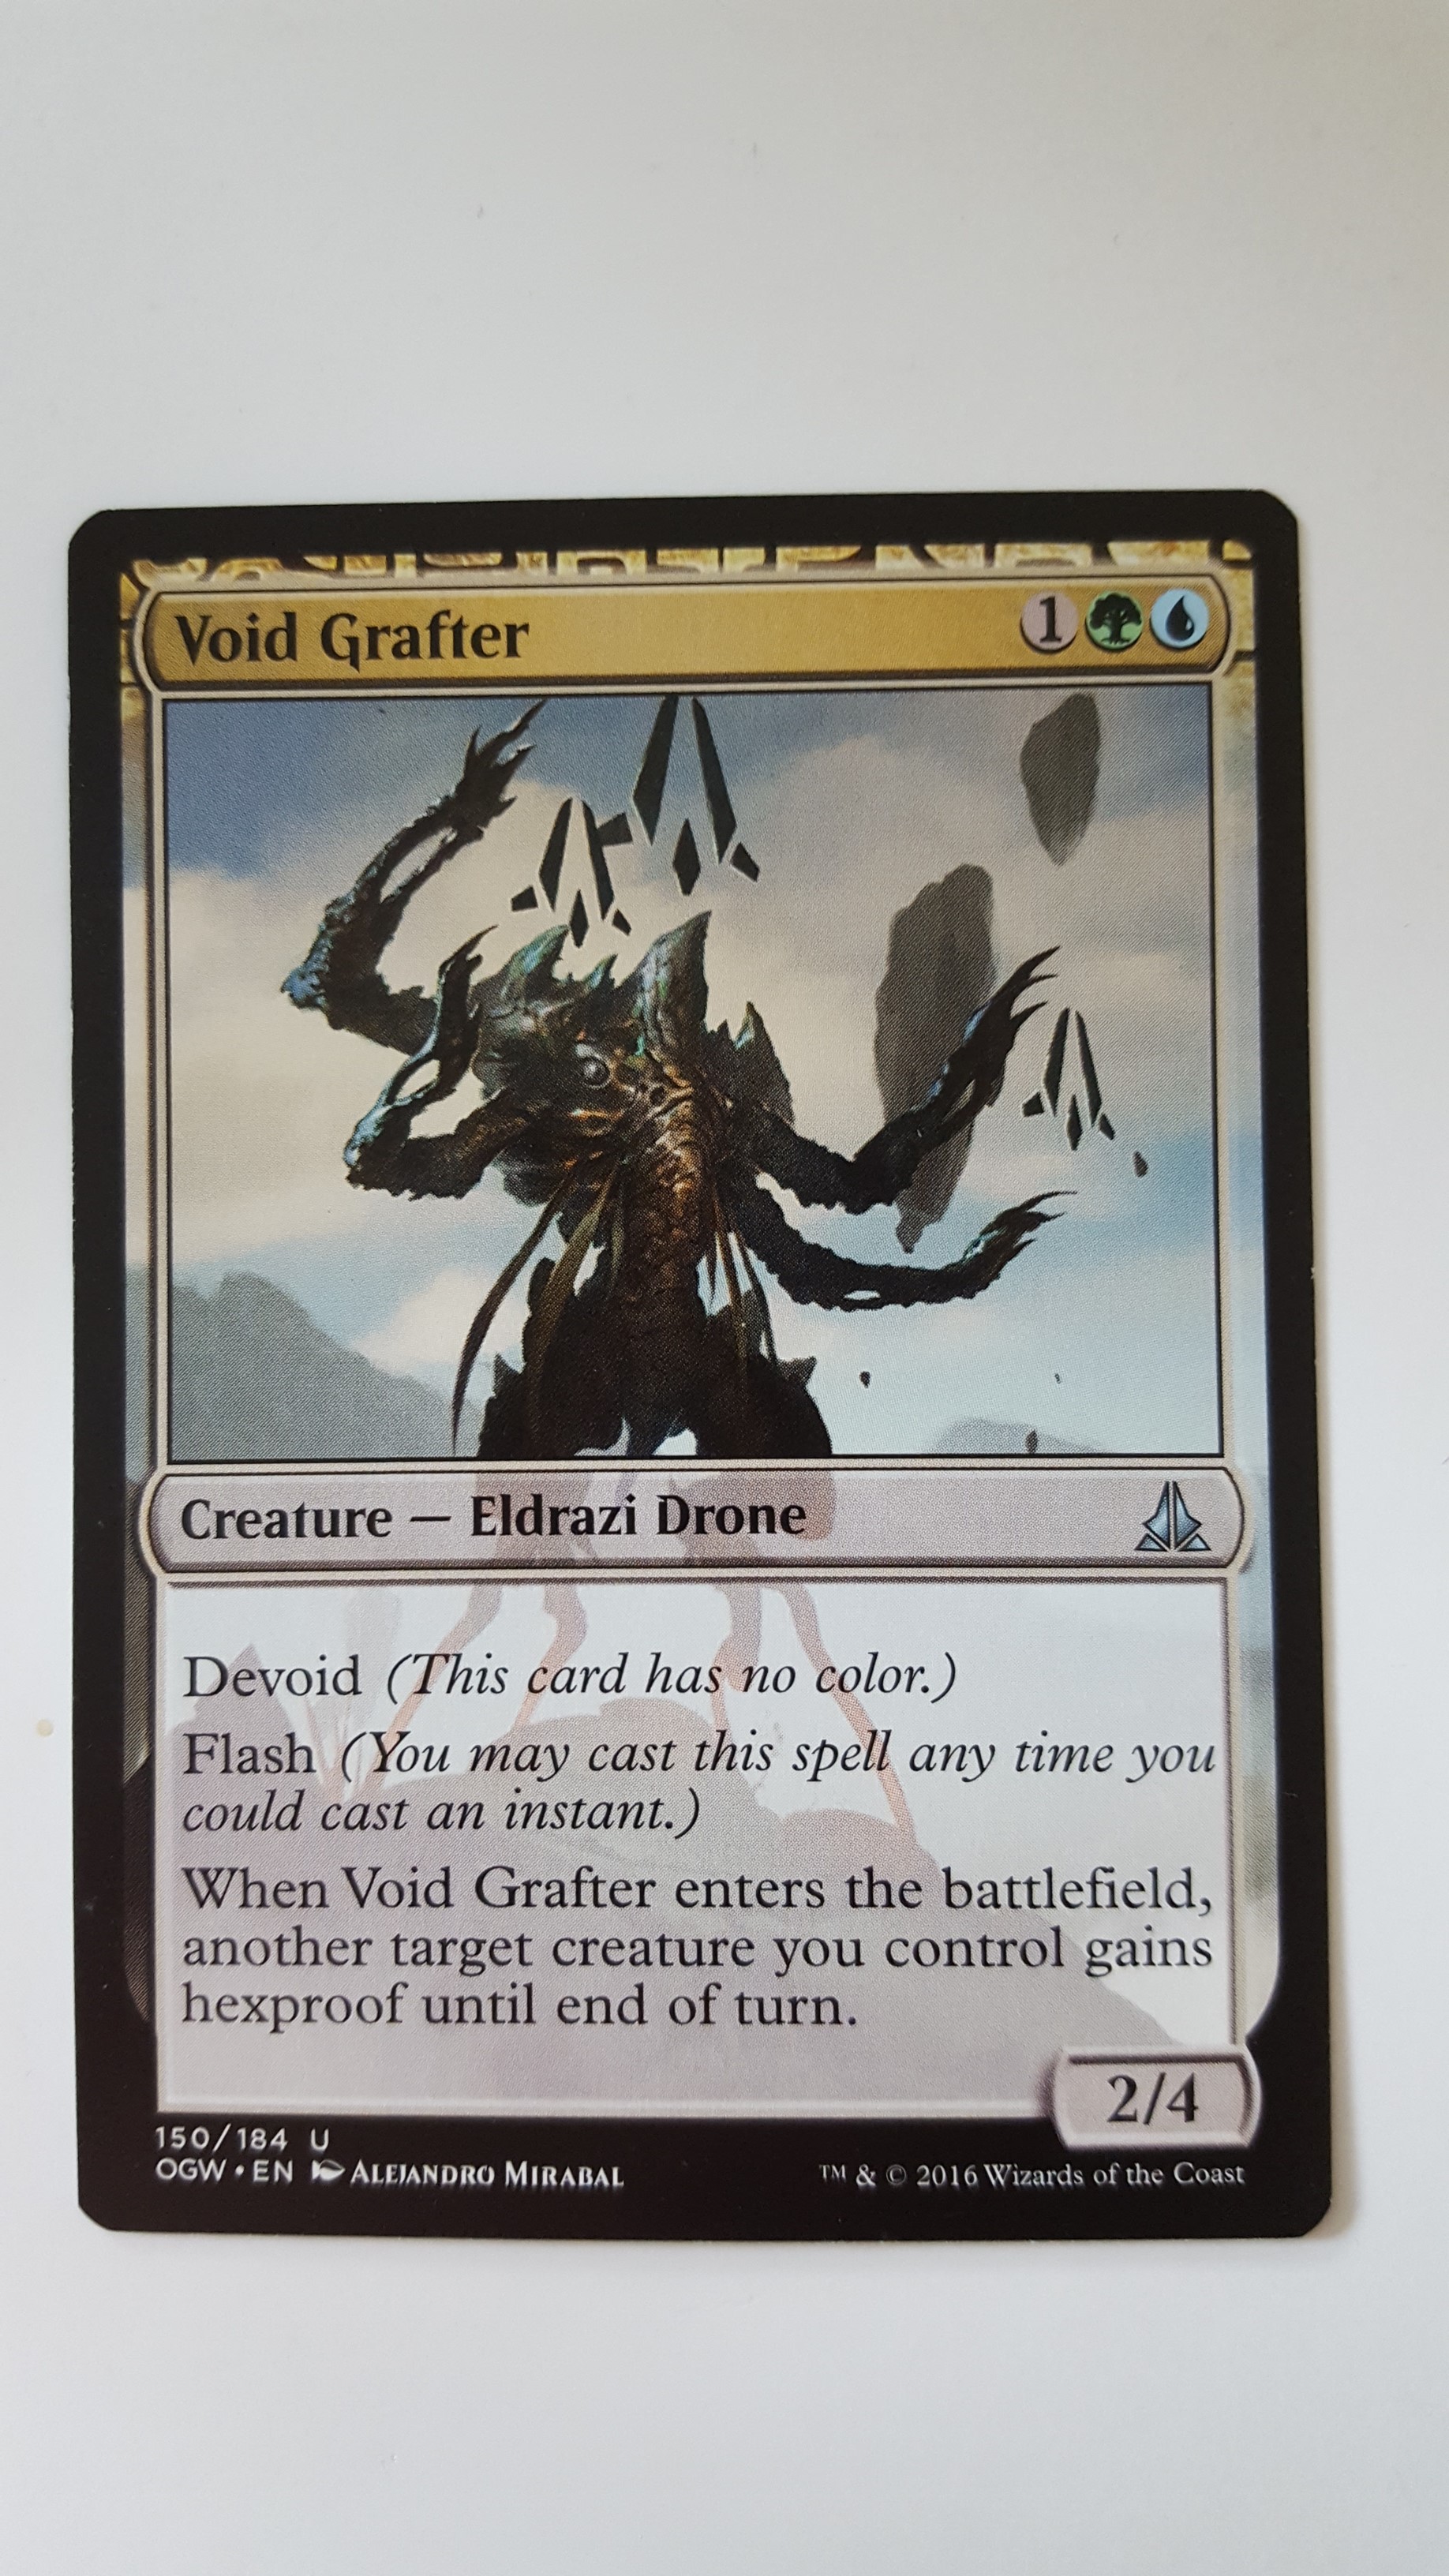 Void Grafter 1
Creature — Eldrazi Drone
Devoid (This card has no color.)
Flash (You may cast this spell any time you
could cast an instant.)
When Void Grafter enters the battlefield,
another target creature you control gains
hexproof until end of turn.
2/4
150/184 U
OGW • EN ALEJANDRO MIRABAL
™ & © 2016 Wizards of the Coast